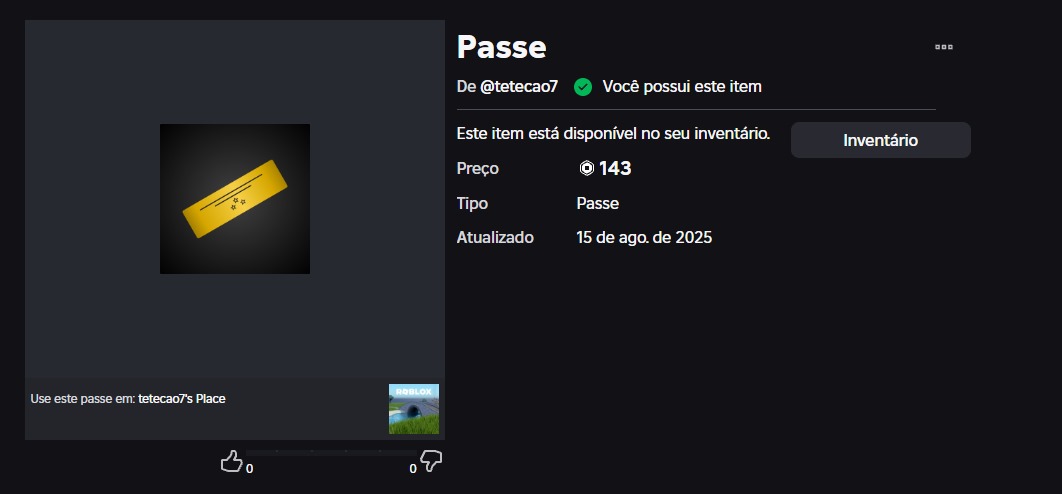 Passe
De @tetecao7 Você possui este item
Este item está disponível no seu inventário.
Inventário
Preço 143
Tipo Passe
Atualizado 15 de ago. de 2025
Use este passe em: tetecao7's Place
ROBLOX
0 0